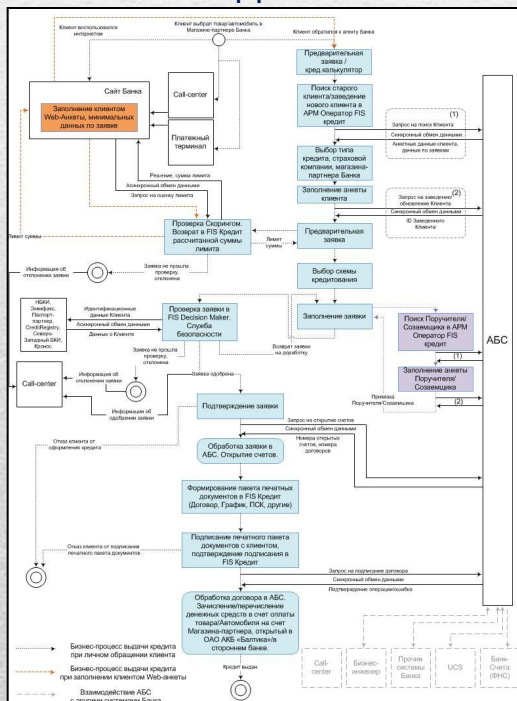 Клиент воспользовался
интернетом
Клиент выбрал товар/автомобиль в
Магазине-партнере Банка
Клиент обратился к агенту Банка
Предварительная
заявка /
кред.калькулятор
Сайт Банка
Заполнение клиентом
Web-Анкеты, минимальных
данных по заявке
Call-center
Платежный
терминал
Поиск старого
клиента/заведение
нового клиента в
АРМ Оператор FIS
кредит
(1)
Запрос на поиск Клиента
Синхронный обмен данными
Анкетные данные клиента,
данные по заявкам
Выбор типа
кредита, страховой
компании, магазина-
партнера Банка
Решение, сумма лимита
Асинхронный обмен данными
Запрос на оценку лимита
Заполнение анкеты
клиента
(2)
Запрос на заведение/
обновление Клиента
Синхронный обмен данными
ID Заведенного
Клиента
Проверка Скорингом.
Возврат в FIS Кредит
рассчитанной суммы
лимита
Лимит суммы
Лимит
суммы
Предварительная
заявка
Заявка не прошла
проверку,
отклонена
Информация об
отклонении заявки
Выбор схемы
кредитования
НБКИ,
Эквифакс,
Паспорт-
партнер,
CreditRegistry,
Северо-
Западный БКИ,
Кронос.
Идентификационные
данные Клиента
Асинхронный обмен данными
Данные о Клиенте
Проверка заявки в
FIS Decision Maker.
Служба
безопасности
Заполнение заявки
Поиск Поручителя/
Созаемщика в АРМ
Оператор FIS
кредит
АБС
(1)
Возврат заявки
на доработку
Заявка не прошла
проверку,
отклонена
Заполнение анкеты
Поручителя/
Созаемщика
(2)
Привязка
Поручителя/Созаемщика
Call-center
Информация об
отклонении заявки
Заявка одобрена
Информация об
одобрении заявки
Подтверждение заявки
Запрос на открытие счетов
Синхронный обмен данными
Номера открытых
счетов, номера
договоров
Отказ клиента от
оформления кредита
Обработка заявки в
АБС. Открытие счетов.
Формирование пакета печатных
документов в FIS Кредит
(Договор, График, ПСК, другие)
Отказ клиента от подписания
печатного пакета документов
Подписание печатного пакета
документов с клиентом,
подтверждение подписания в
FIS Кредит
Запрос на подписание договора
Синхронный обмен данными
Подтверждение операции/ошибка
Обработка договора в АБС.
Зачисление/перечисление
денежных средств в счет оплаты
товара/Автомобиля на счет
Магазина-партнера, открытый в
ОАО АКБ «Балтика»/в
стороннем банке.
Кредит выдан
Бизнес-процесс выдачи кредита
при личном обращении клиента
Бизнес-процесс выдачи кредита
при заполнении клиентом Web-анкеты
Взаимодействие АБС
с другими системами Банка
Call-
center
Бизнес-
инженер
Прочие
системы
Банка
UCS
Банк-
Счета
(ФНС)